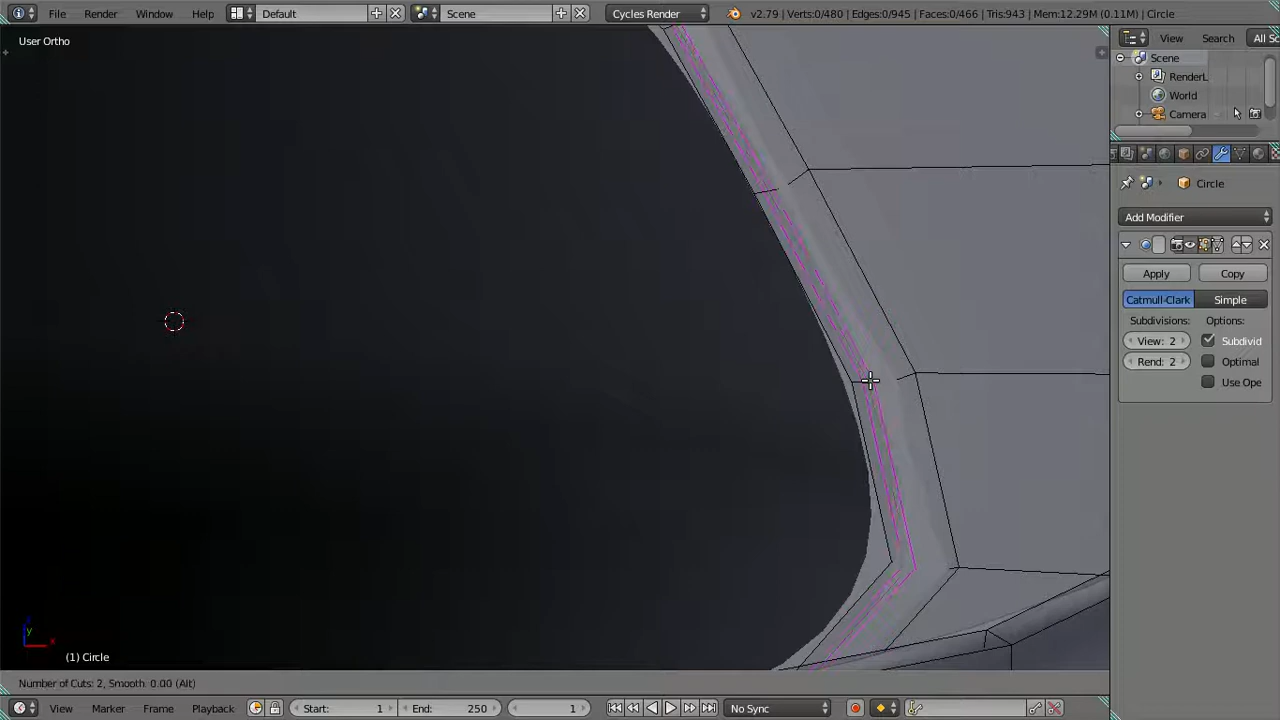 File Render Window Help Default Scene Cycles Render v2.79 | Verts:0/480 | Edges:0/945 | Faces:0/466 | Tris:943 | Mem:12.29M (0.11M) | Circle
User Ortho
View Search All Sc
Scene
RenderL
World
Camera
Circle
Add Modifier
Apply Copy
Catmull-Clark Simple
Subdivisions: Options:
View: 2 Subdivid
Rend: 2 Optimal
Use Ope
y
x
(1) Circle
Number of Cuts: 2, Smooth: 0.00 (Alt)
View Marker Frame Playback Start: 1 End: 250 1 No Sync